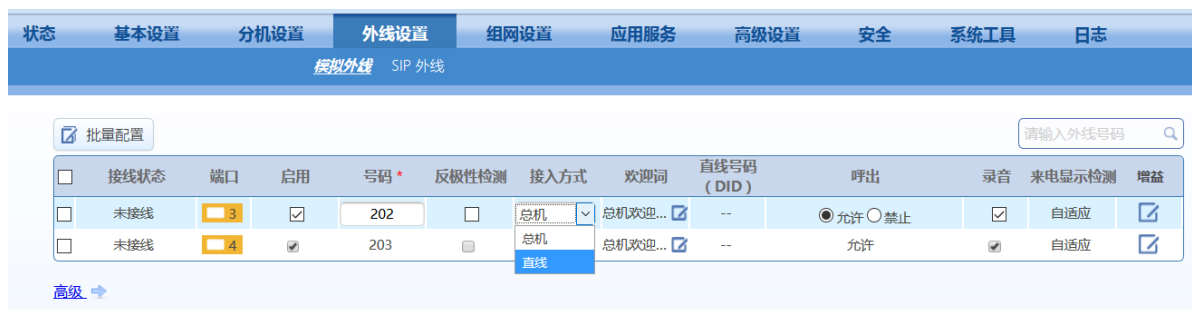 状态 基本设置 分机设置 外线设置 组网设置 应用服务 高级设置 安全 系统工具 日志
模拟外线 SIP 外线
批量配置 请输入外线号码
接线状态 端口 启用 号码 * 反极性检测 接入方式 欢迎词 直线号码 呼出 录音 来电显示检测 增益
( DID )
未接线 3 202 总机 总机欢迎... -- 允许 禁止 自适应
总机
未接线 4 203 总机欢迎... -- 允许 自适应
直线
高级